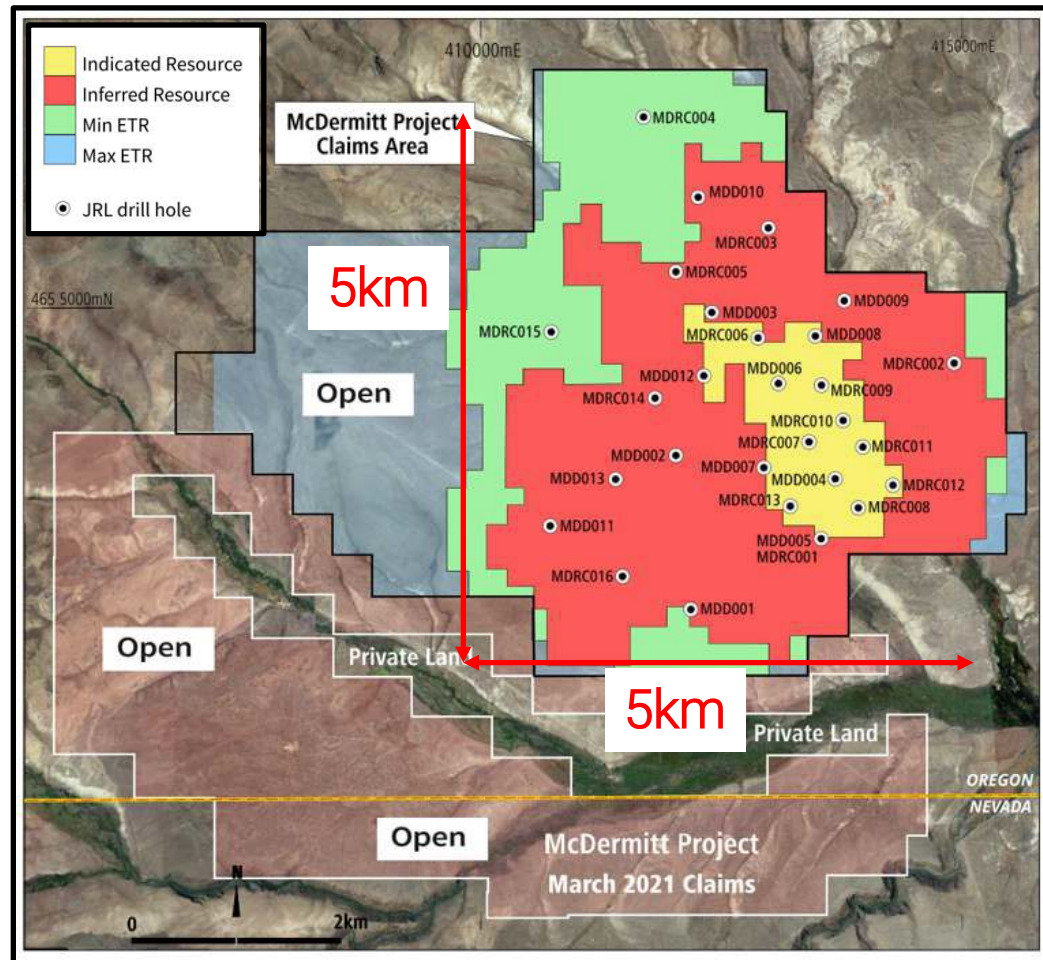 Indicated Resource
Inferred Resource
Min ETR
Max ETR
JRL drill hole
410000mE
415000mE
McDermitt Project
Claims Area
MDRC004
MDD010
MDRC003
5km
MDRC005
465 5000mN
MDD009
MDD003
MDRC015
MDRC006
MDD008
MDD006
MDRC002
Open
MDD012
MDRC009
MDRC014
MDRC010
MDRC007
MDRC011
MDD002
MDD007
MDD013
MDD004
MDRC012
MDRC013
MDRC008
MDD011
MDD005
MDRC001
MDRC016
MDD001
Open
Private Land
5km
Private Land
OREGON
NEVADA
Open
McDermitt Project
March 2021 Claims
N
0
2km